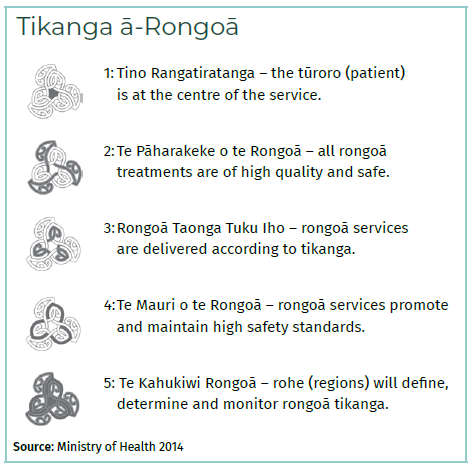 Tikanga ā-Rongoā
1: Tino Rangatiratanga – the tūroro (patient)
is at the centre of the service.
2: Te Pāharakeke o te Rongoā – all rongoā
treatments are of high quality and safe.
3: Rongoā Taonga Tuku Iho – rongoā services
are delivered according to tikanga.
4: Te Mauri o te Rongoā – rongoā services promote
and maintain high safety standards.
5: Te Kahukiwi Rongoā – rohe (regions) will define,
determine and monitor rongoā tikanga.
Source: Ministry of Health 2014